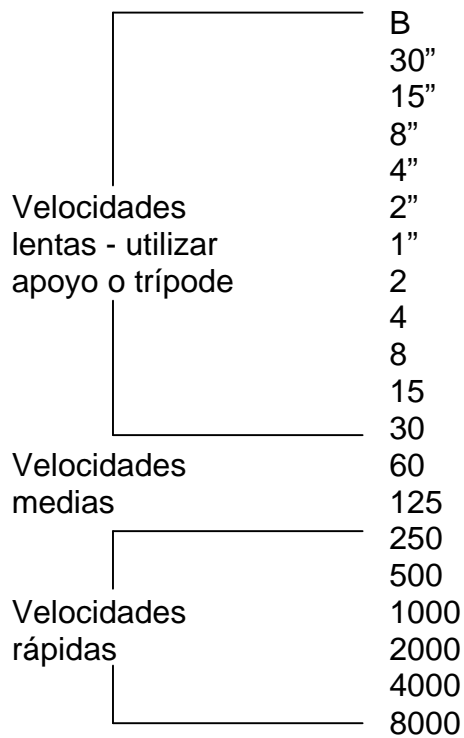 B
30”
15”
8”
4”
Velocidades 2”
lentas - utilizar 1”
apoyo o trípode 2
4
8
15
30
Velocidades 60
medias 125
250
500
Velocidades 1000
rápidas 2000
4000
8000